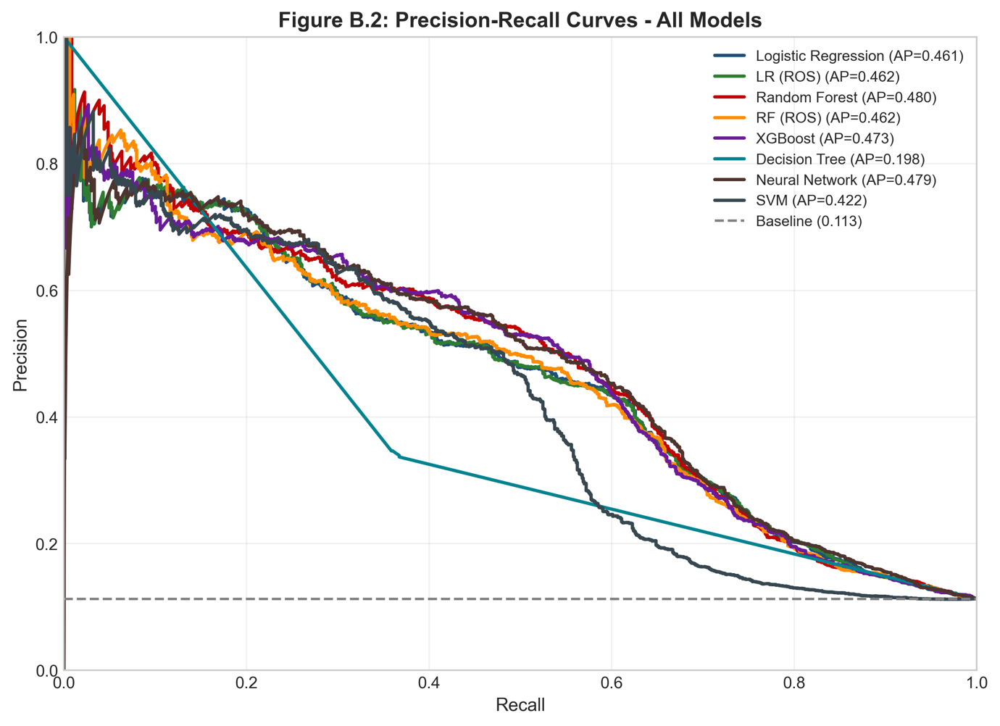 Figure B.2: Precision-Recall Curves - All Models
1.0
0.8
0.6
0.4
0.2
0.0
Precision
Logistic Regression (AP=0.461)
LR (ROS) (AP=0.462)
Random Forest (AP=0.480)
RF (ROS) (AP=0.462)
XGBoost (AP=0.473)
Decision Tree (AP=0.198)
Neural Network (AP=0.479)
SVM (AP=0.422)
Baseline (0.113)
0.0 0.2 0.4 0.6 0.8 1.0
Recall